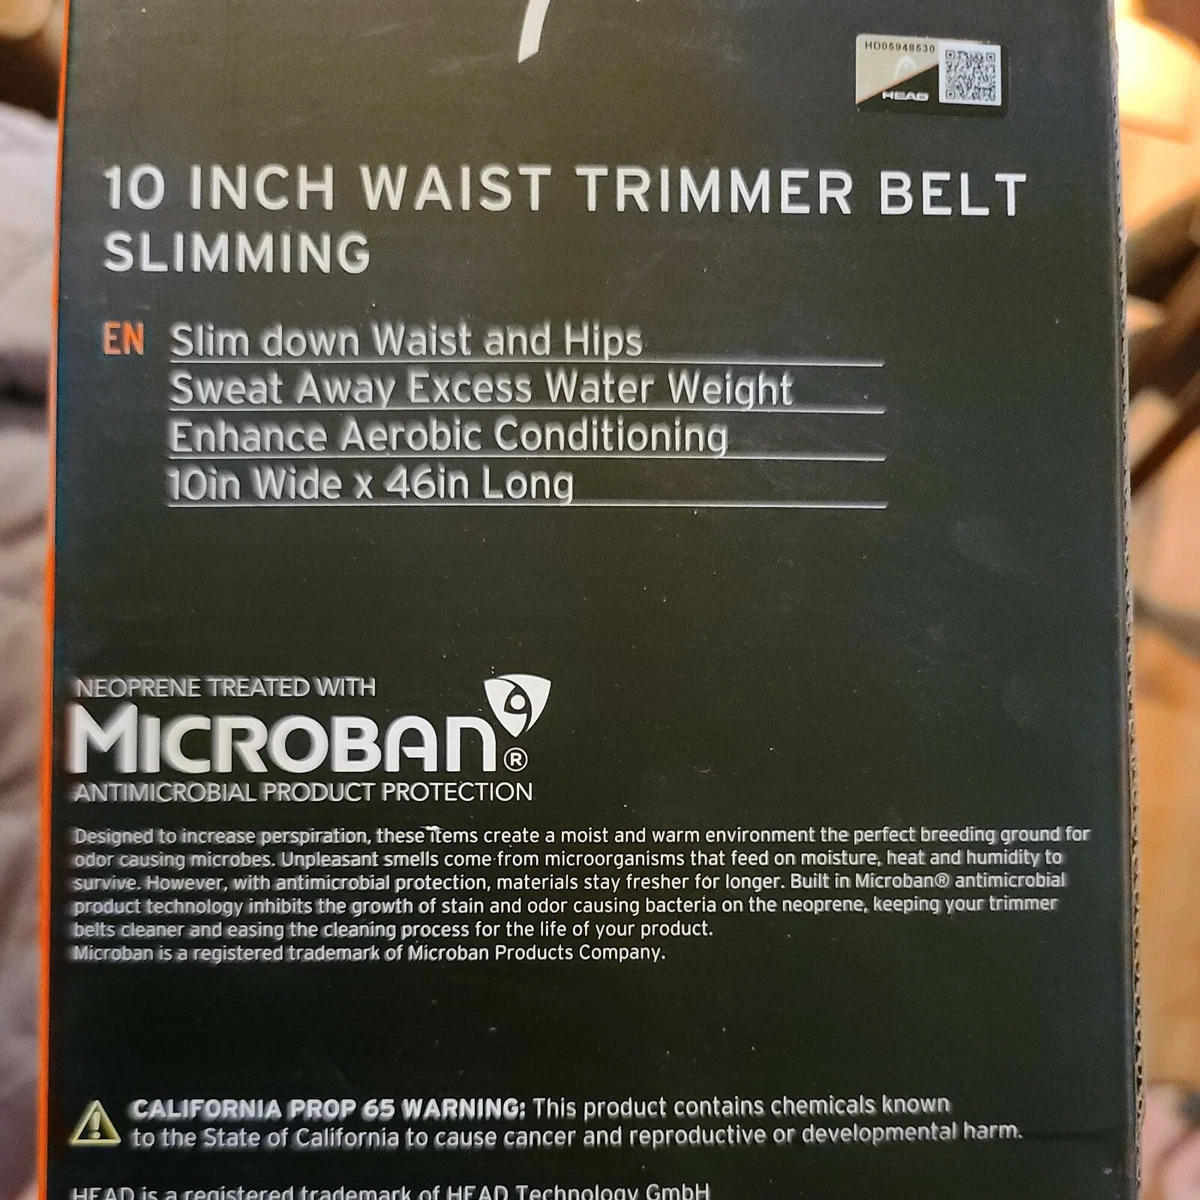 HD05948530
HEAD
10 INCH WAIST TRIMMER BELT
SLIMMING
EN Slim down Waist and Hips
Sweat Away Excess Water Weight
Enhance Aerobic Conditioning
10in Wide x 46in Long
NEOPRENE TREATED WITH
MICROBAN®
ANTIMICROBIAL PRODUCT PROTECTION
Designed to increase perspiration, these items create a moist and warm environment the perfect breeding ground for
odor causing microbes. Unpleasant smells come from microorganisms that feed on moisture, heat and humidity to
survive. However, with antimicrobial protection, materials stay fresher for longer. Built in Microban® antimicrobial
product technology inhibits the growth of stain and odor causing bacteria on the neoprene, keeping your trimmer
belts cleaner and easing the cleaning process for the life of your product.
Microban is a registered trademark of Microban Products Company.
CALIFORNIA PROP 65 WARNING: This product contains chemicals known
to the State of California to cause cancer and reproductive or developmental harm.
HEAD is a registered trademark of HEAD Technology GmbH